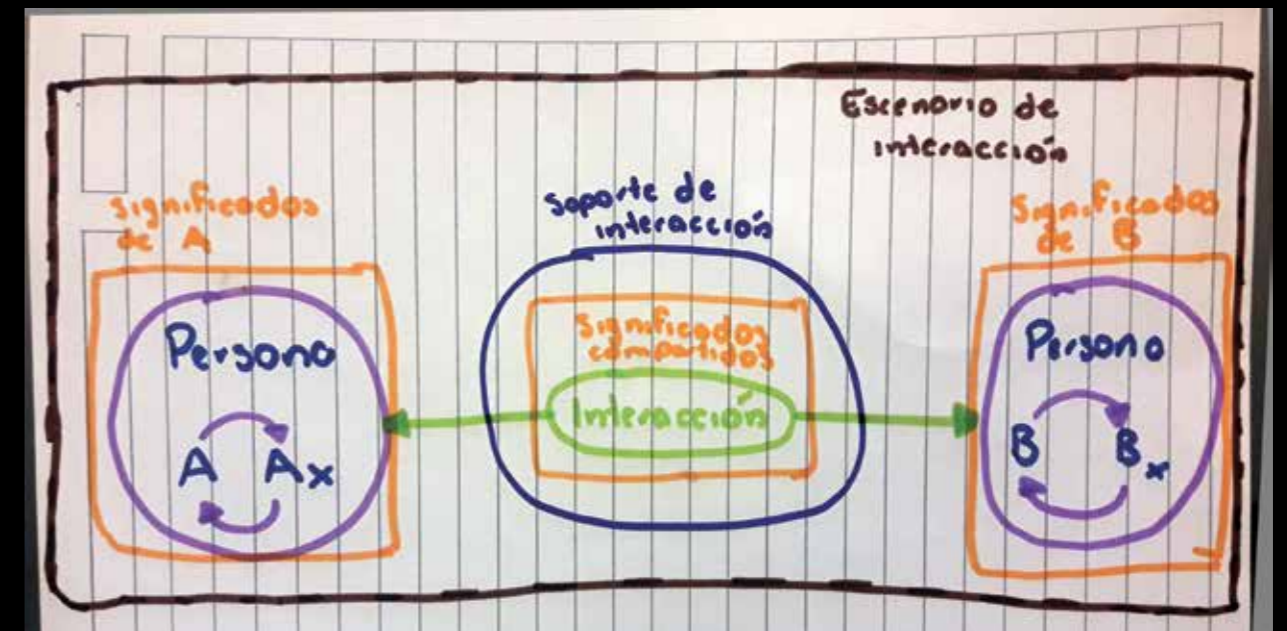 Escenario de
interacción
Significados
de A
Soporte de
interacción
Significados
de B
Persona
A Ax
Significados
compartidos
Interacción
Persona
B Bx